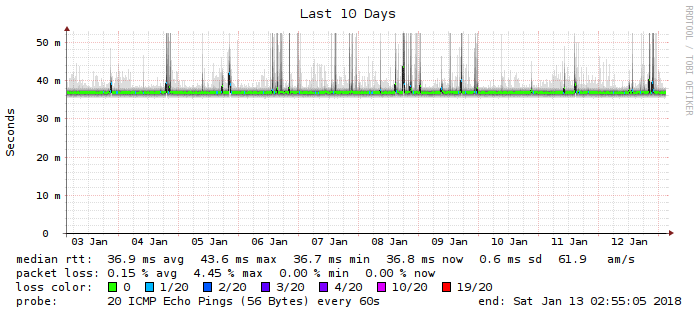 Last 10 Days
RRDTOOL / TOBI OETIKER
Seconds
50 m
40 m
30 m
20 m
10 m
0
03 Jan 04 Jan 05 Jan 06 Jan 07 Jan 08 Jan 09 Jan 10 Jan 11 Jan 12 Jan
median rtt: 36.9 ms avg 43.6 ms max 36.7 ms min 36.8 ms now 0.6 ms sd 61.9 am/s
packet loss: 0.15 % avg 4.45 % max 0.00 % min 0.00 % now
loss color: 0 1/20 2/20 3/20 4/20 10/20 19/20
probe: 20 ICMP Echo Pings (56 Bytes) every 60s end: Sat Jan 13 02:55:05 2018